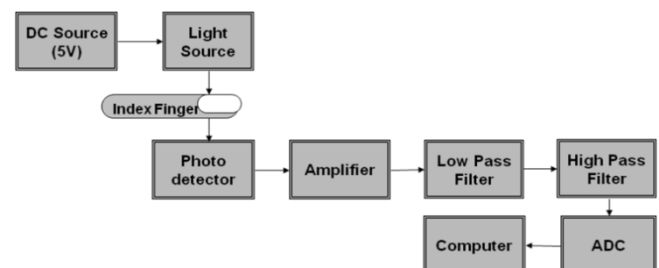 DC Source
(5V)
Light
Source
Index Finger
Photo
detector
Amplifier
Low Pass
Filter
High Pass
Filter
Computer
ADC